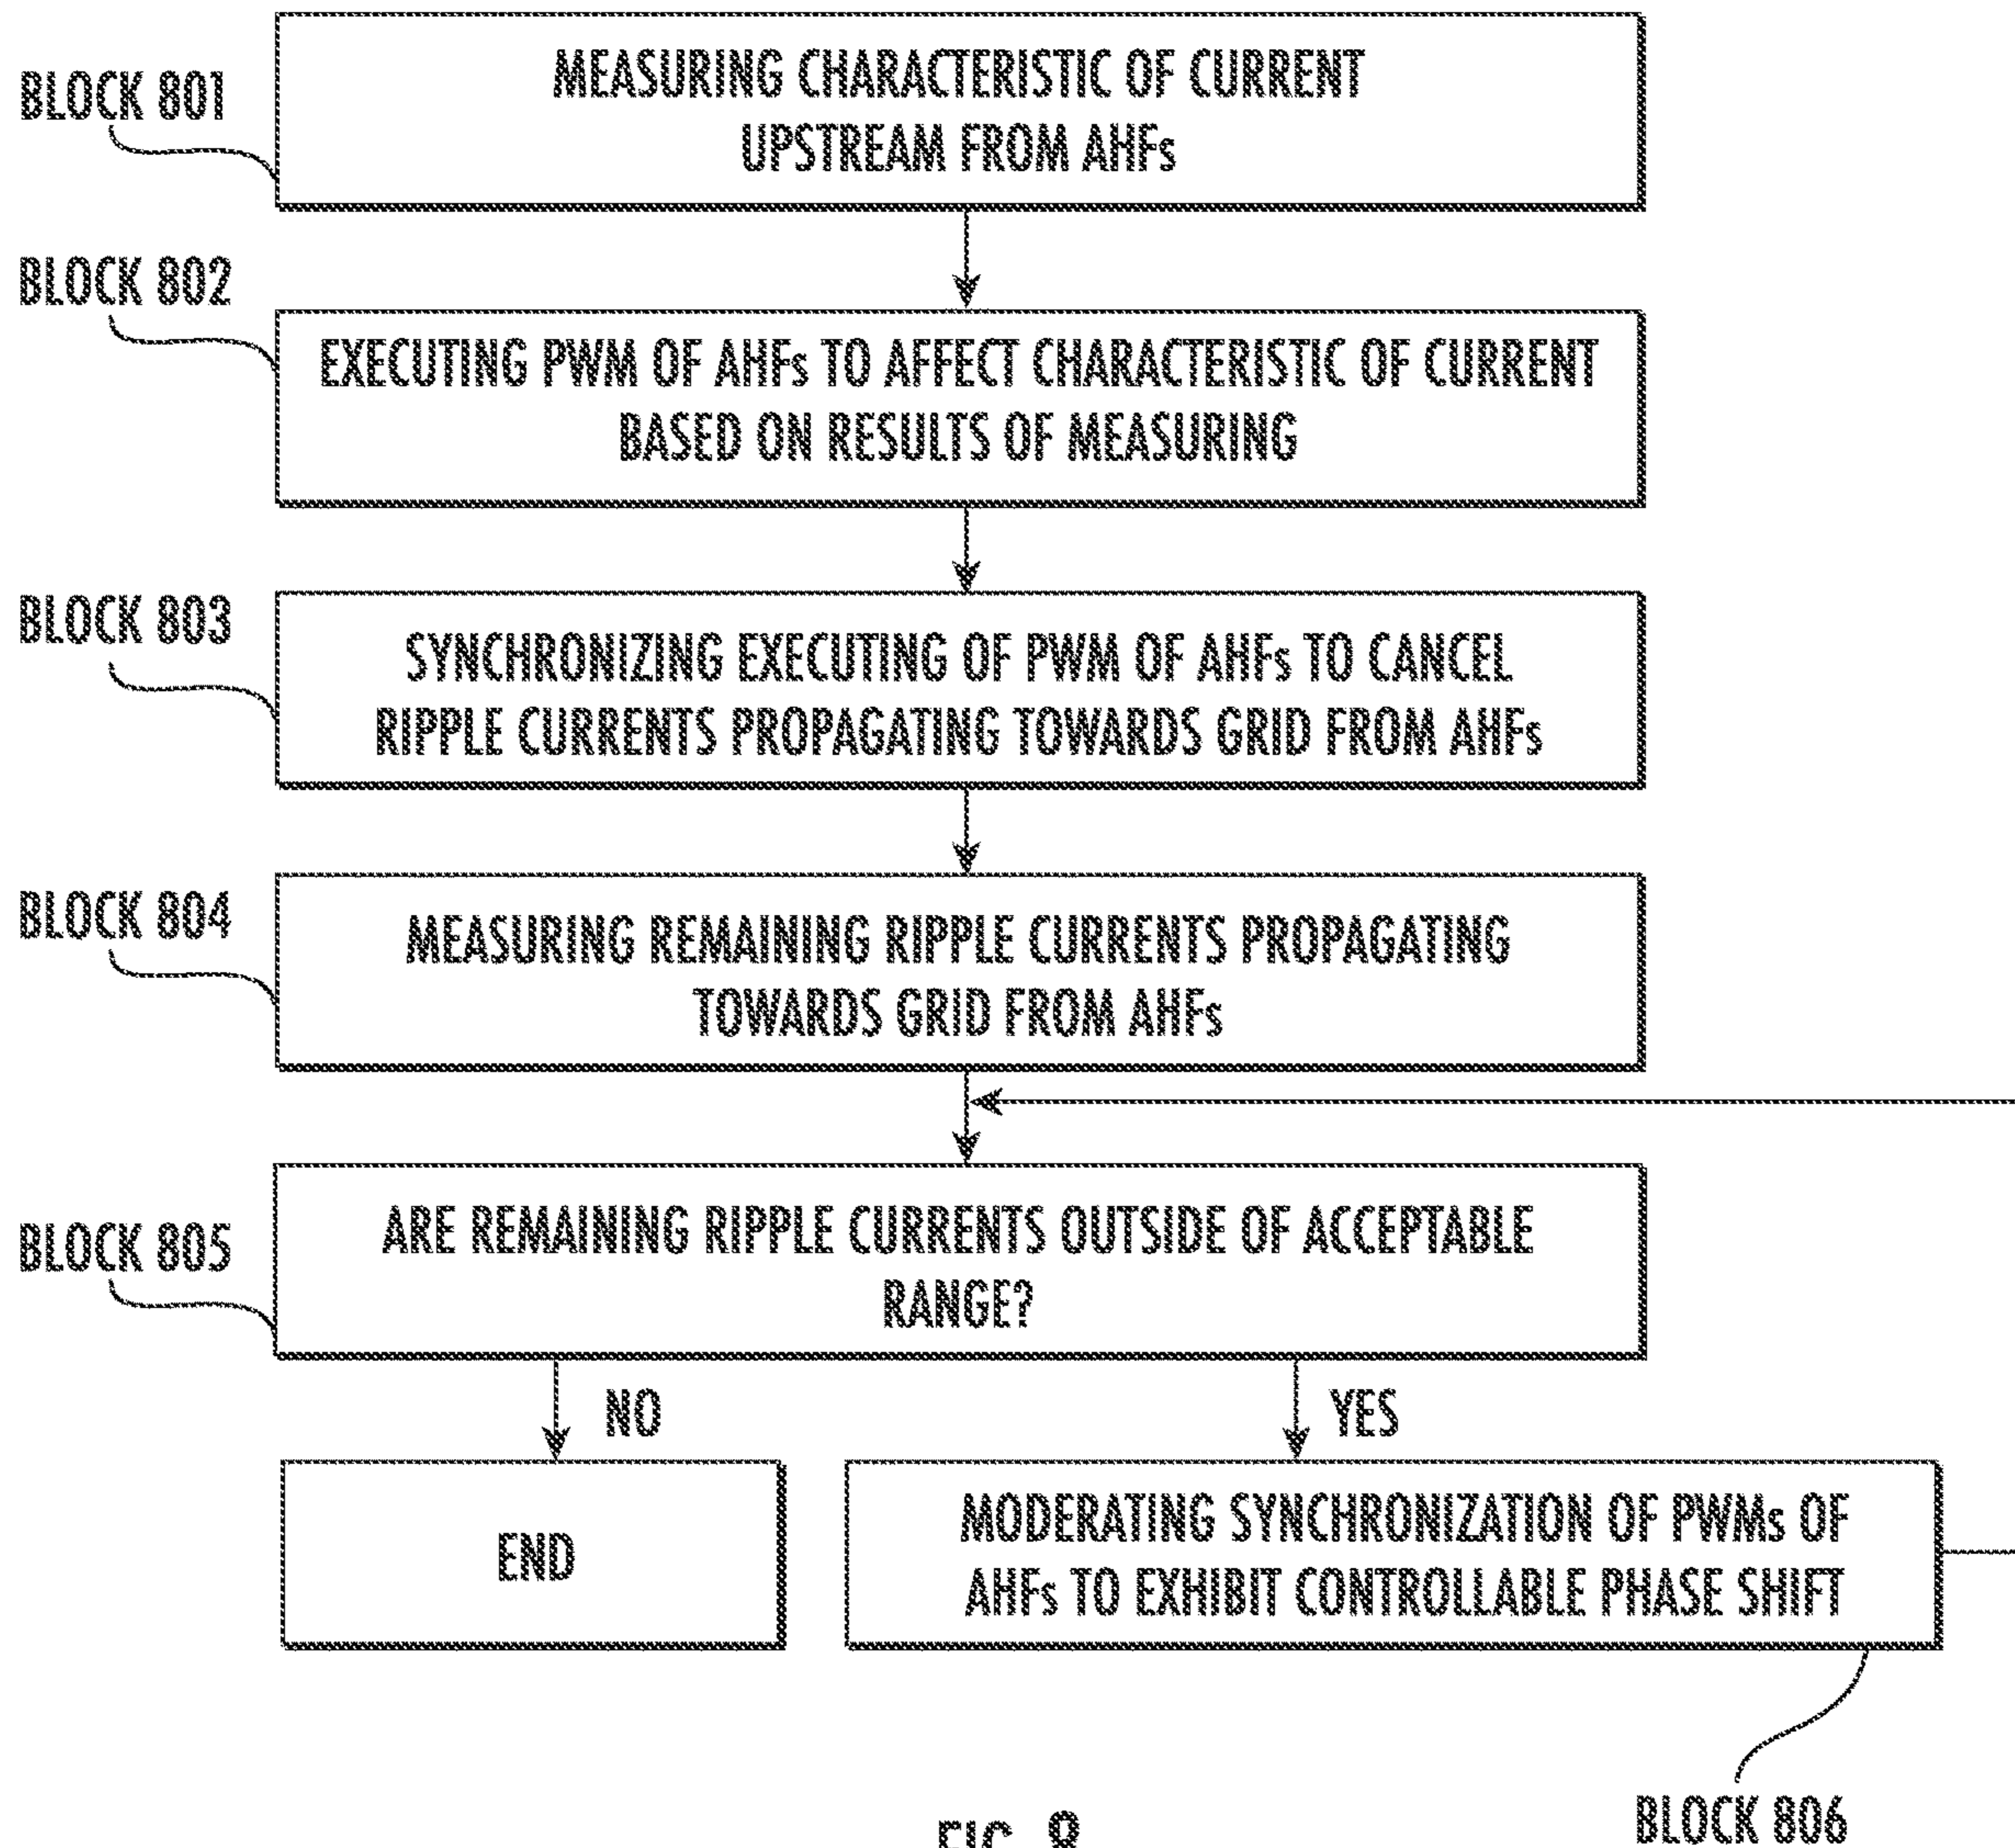 BLOCK 801
MEASURING CHARACTERISTIC OF CURRENT
UPSTREAM FROM AHFs
BLOCK 802
EXECUTING PWM OF AHFs TO AFFECT CHARACTERISTIC OF CURRENT
BASED ON RESULTS OF MEASURING
BLOCK 803
SYNCHRONIZING EXECUTING OF PWM OF AHFs TO CANCEL
RIPPLE CURRENTS PROPAGATING TOWARDS GRID FROM AHFs
BLOCK 804
MEASURING REMAINING RIPPLE CURRENTS PROPAGATING
TOWARDS GRID FROM AHFs
BLOCK 805
ARE REMAINING RIPPLE CURRENTS OUTSIDE OF ACCEPTABLE
RANGE?
NO
YES
END
MODERATING SYNCHRONIZATION OF PWMs OF
AHFs TO EXHIBIT CONTROLLABLE PHASE SHIFT
BLOCK 806
FIG. 8